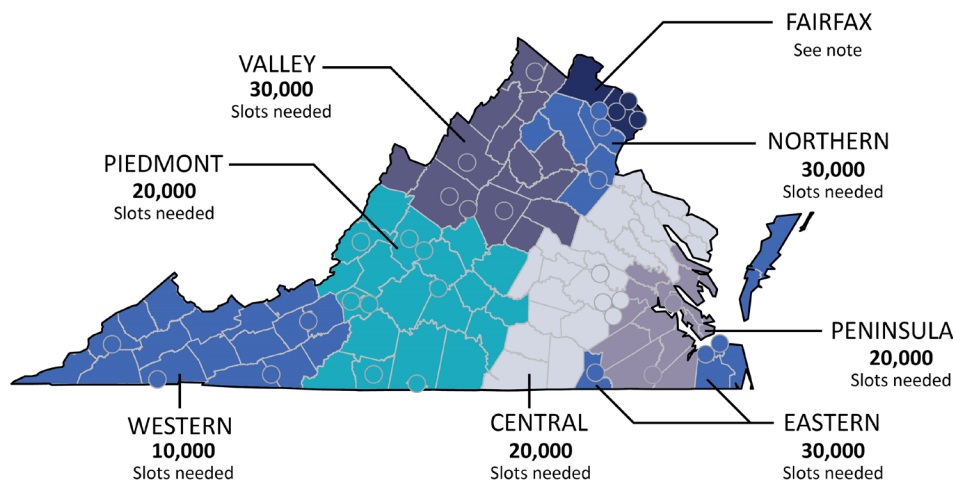 FAIRFAX
See note
VALLEY
30,000
Slots needed
NORTHERN
30,000
Slots needed
PIEDMONT
20,000
Slots needed
PENINSULA
20,000
Slots needed
WESTERN
10,000
Slots needed
CENTRAL
20,000
Slots needed
EASTERN
30,000
Slots needed